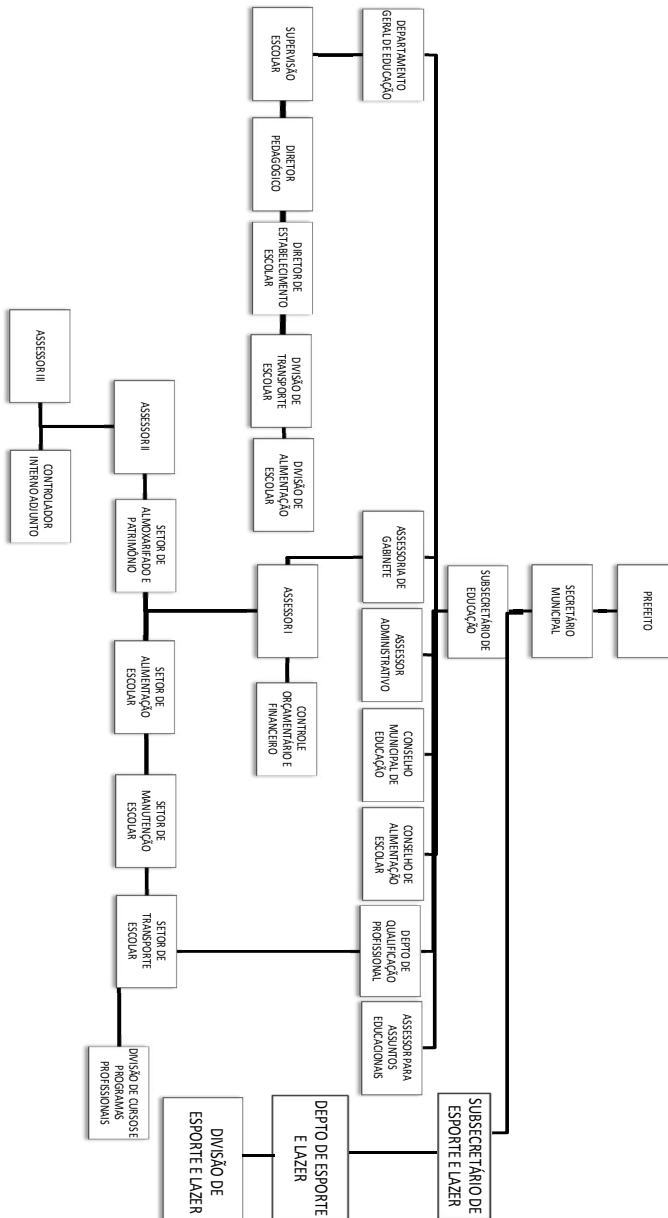 PREFEITO
SECRETÁRIO
MUNICIPAL
SUBSECRETÁRIO DE
EDUCAÇÃO
SUBSECRETÁRIO DE
ESPORTE E LAZER
DEPARTAMENTO
GERAL DE EDUCAÇÃO
ASSESSORIA DE
GABINETE
ASSESSOR
ADMINISTRATIVO
CONSELHO
MUNICIPAL DE
EDUCAÇÃO
CONSELHO DE
ALIMENTAÇÃO
ESCOLAR
DEPTO DE
QUALIFICAÇÃO
PROFISSIONAL
ASSESSOR PARA
ASSUNTOS
EDUCACIONAIS
DEPTO DE ESPORTE
E LAZER
SUPERVISÃO
ESCOLAR
DIRETOR
PEDAGÓGICO
DIRETOR DE
ESTABELECIMENTO
ESCOLAR
DIVISÃO DE
TRANSPORTE
ESCOLAR
DIVISÃO DE
ALIMENTAÇÃO
ESCOLAR
ASSESSOR I
CONTROLE
ORÇAMENTÁRIO E
FINANCEIRO
DIVISÃO DE
ESPORTE E LAZER
ASSESSOR II
SETOR DE
ALMOXARIFADO E
PATRIMÔNIO
SETOR DE
ALIMENTAÇÃO
ESCOLAR
SETOR DE
MANUTENÇÃO
ESCOLAR
SETOR DE
TRANSPORTE
ESCOLAR
DIVISÃO DE CURSOS E
PROGRAMAS
PROFISSIONAIS
ASSESSOR III
CONTROLADOR
INTERNO ADJUNTO